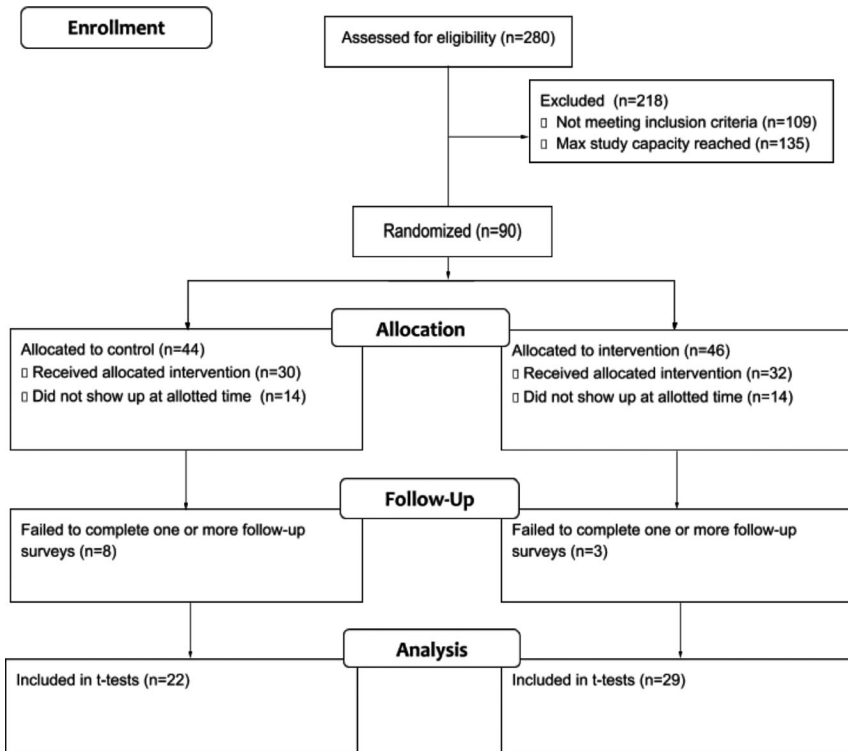 Enrollment
Assessed for eligibility (n=280)
Excluded (n=218)
▯ Not meeting inclusion criteria (n=109)
▯ Max study capacity reached (n=135)
Randomized (n=90)
Allocation
Allocated to control (n=44)
▯ Received allocated intervention (n=30)
▯ Did not show up at allotted time (n=14)
Allocated to intervention (n=46)
▯ Received allocated intervention (n=32)
▯ Did not show up at allotted time (n=14)
Follow-Up
Failed to complete one or more follow-up
surveys (n=8)
Failed to complete one or more follow-up
surveys (n=3)
Analysis
Included in t-tests (n=22)
Included in t-tests (n=29)